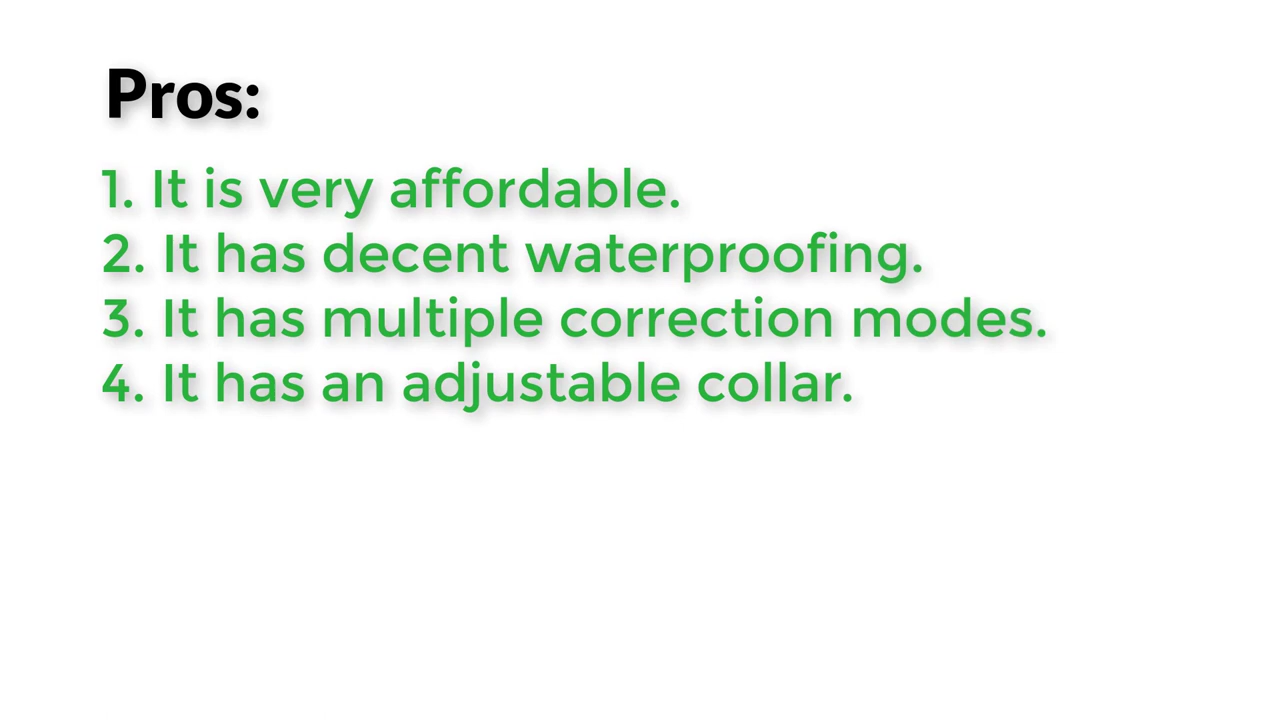 Pros:
1. It is very affordable.
2. It has decent waterproofing.
3. It has multiple correction modes.
4. It has an adjustable collar.